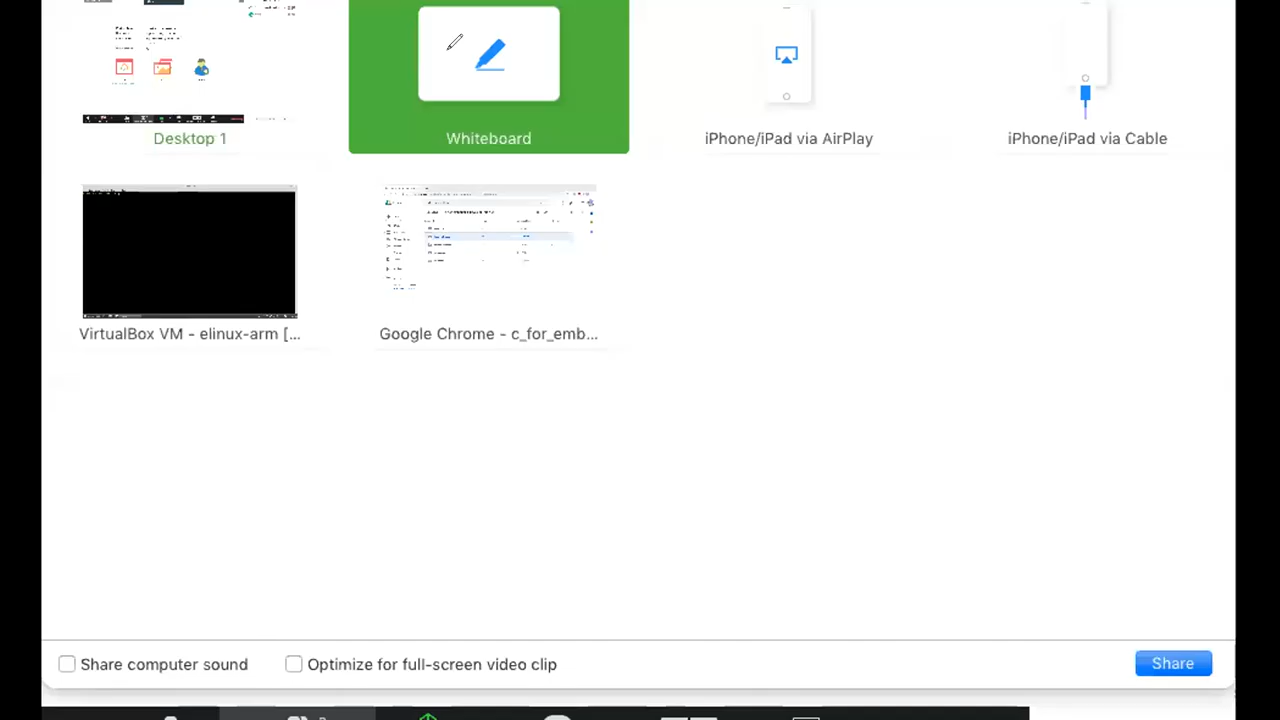 Desktop 1
Whiteboard
iPhone/iPad via AirPlay
iPhone/iPad via Cable
VirtualBox VM - elinux-arm [...
Google Chrome - c_for_emb...
Share computer sound
Optimize for full-screen video clip
Share